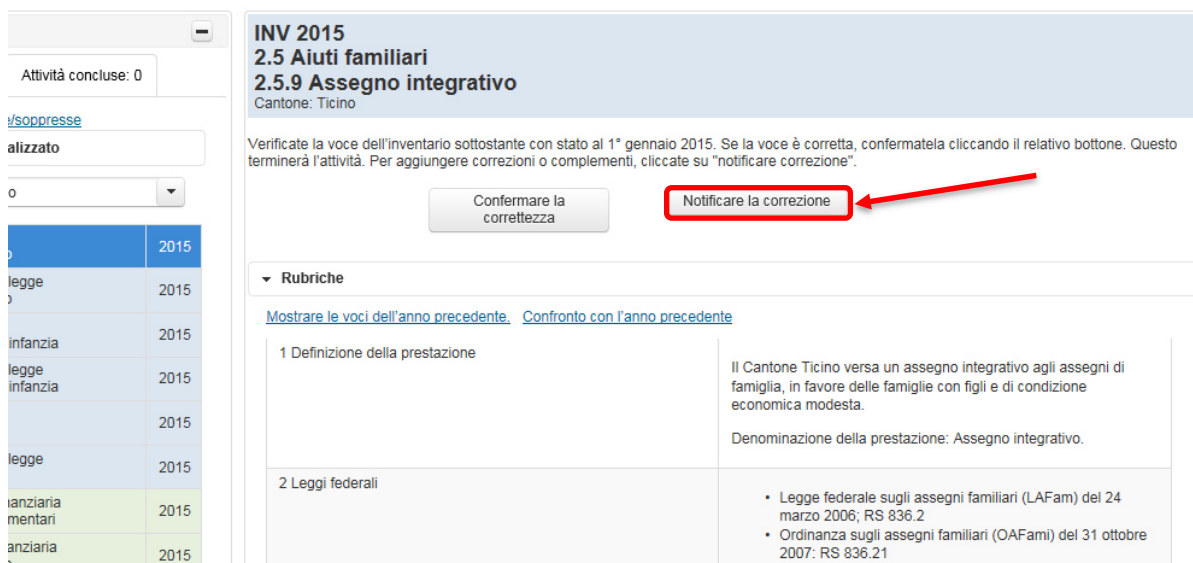 Attività concluse: 0
e/soppresse
alizzato
o
2015
legge
2015
infanzia
2015
legge
infanzia
2015
2015
legge
2015
nanziaria
mentari
2015
anziaria
2015
INV 2015
2.5 Aiuti familiari
2.5.9 Assegno integrativo
Cantone: Ticino
Verificate la voce dell'inventario sottostante con stato al 1° gennaio 2015. Se la voce è corretta, confermatela cliccando il relativo bottone. Questo
terminerà l'attività. Per aggiungere correzioni o complementi, cliccate su "notificare correzione".
Confermare la
correttezza
Notificare la correzione
Rubriche
Mostrare le voci dell'anno precedente. Confronto con l'anno precedente
1 Definizione della prestazione
Il Cantone Ticino versa un assegno integrativo agli assegni di
famiglia, in favore delle famiglie con figli e di condizione
economica modesta.
Denominazione della prestazione: Assegno integrativo.
2 Leggi federali
• Legge federale sugli assegni familiari (LAFam) del 24
marzo 2006; RS 836.2
• Ordinanza sugli assegni familiari (OAFami) del 31 ottobre
2007: RS 836.21